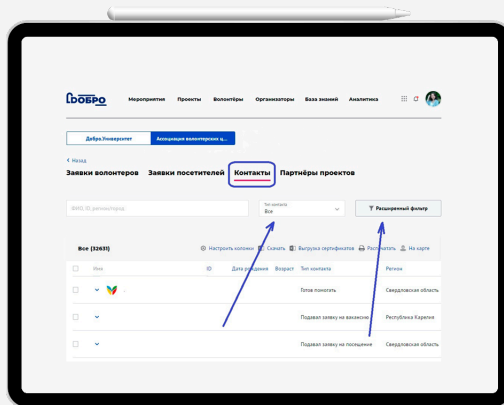 ДОБРО
Мероприятия Проекты Волонтёры Организаторы База знаний Аналитика
Добро.Университет Ассоциация волонтерских ц...
Назад
Заявки волонтеров Заявки посетителей Контакты Партнёры проектов
ФИО, ID, регион/город
Тип контакта
Все
Расширенный фильтр
Все (32631) Настроить колонки Скачать Выгрузка сертификатов Распечатать На карте
Имя ID Дата рождения Возраст Тип контакта Регион
Готов помогать Свердловская область
Подавал заявку на вакансию Республика Карелия
Подавал заявку на посещение Свердловская область